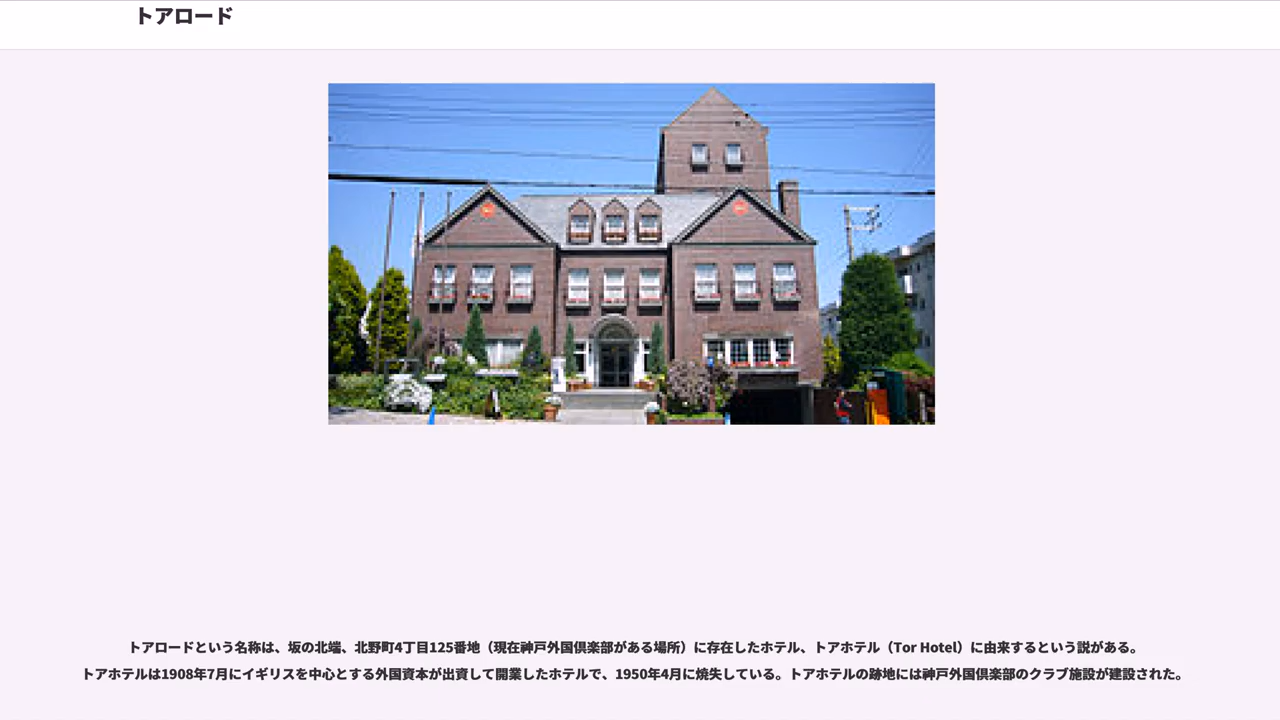 トアロード
トアロードという名称は、坂の北端、北野町4丁目125番地（現在神戸外国倶楽部がある場所）に存在したホテル、トアホテル（Tor Hotel）に由来するという説がある。
トアホテルは1908年7月にイギリスを中心とする外国資本が出資して開業したホテルで、1950年4月に焼失している。トアホテルの跡地には神戸外国倶楽部のクラブ施設が建設された。